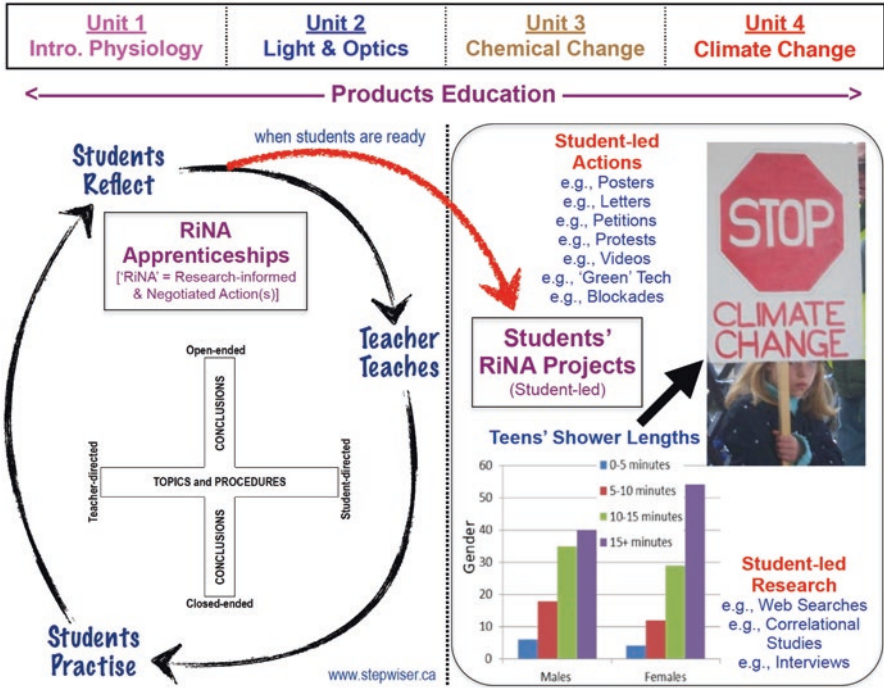 Unit 1
Intro. Physiology
Unit 2
Light & Optics
Unit 3
Chemical Change
Unit 4
Climate Change
Products Education
when students are ready
Students
Reflect
RiNA
Apprenticeships
['RiNA' = Research-informed
& Negotiated Action(s)]
Teacher
Teaches
Open-ended
CONCLUSIONS
Teacher-directed
TOPICS and PROCEDURES
Student-directed
CONCLUSIONS
Closed-ended
Students
Practise
www.stepwiser.ca
Student-led
Actions
e.g., Posters
e.g., Letters
e.g., Petitions
e.g., Protests
e.g., Videos
e.g., 'Green' Tech
e.g., Blockades
STOP
CLIMATE
CHANGE
Students'
RiNA Projects
(Student-led)
Teens' Shower Lengths
60
50
40
30
20
10
0
Gender
0-5 minutes
5-10 minutes
10-15 minutes
15+ minutes
Males
Females
Student-led
Research
e.g., Web Searches
e.g., Correlational
Studies
e.g., Interviews